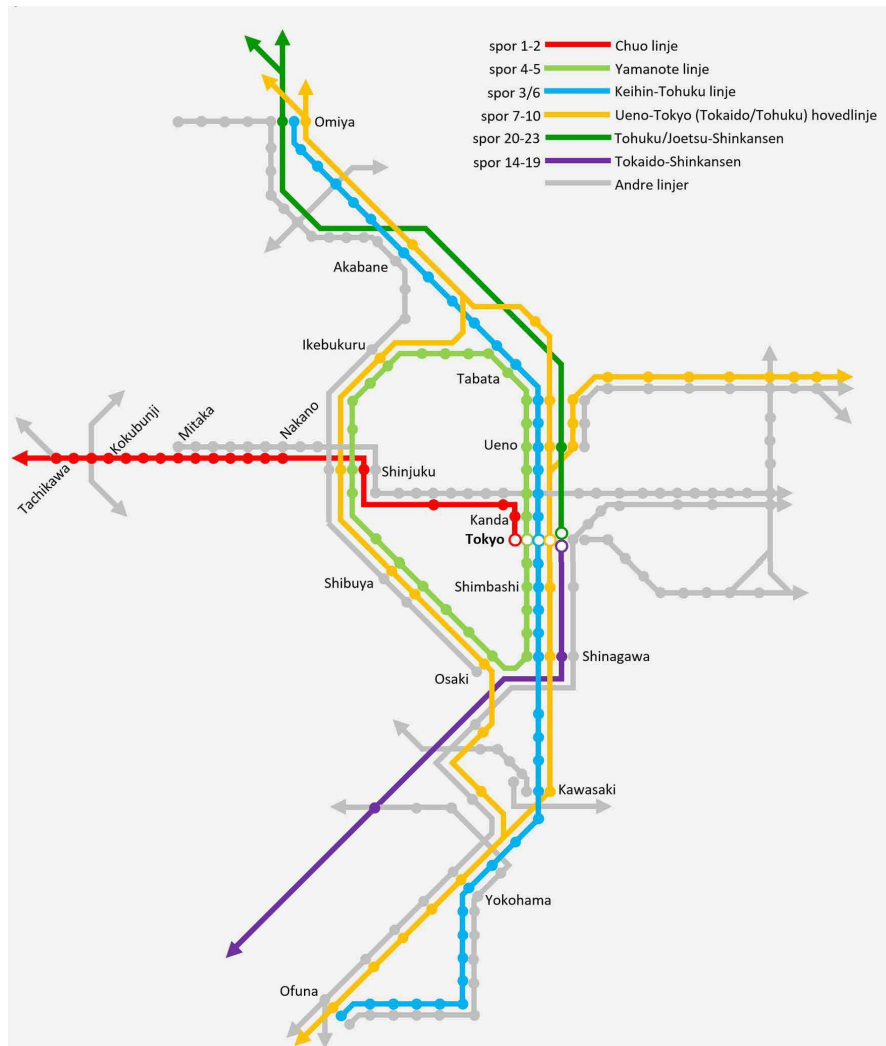 spor 1-2 Chuo linje
spor 4-5 Yamanote linje
spor 3/6 Keihin-Tohuku linje
spor 7-10 Ueno-Tokyo (Tokaido/Tohuku) hovedlinje
spor 20-23 Tohuku/Joetsu-Shinkansen
spor 14-19 Tokaido-Shinkansen
Andre linjer
Omiya
Akabane
Ikebukuru
Tabata
Nakano
Mitaka
Kokubunji
Tachikawa
Ueno
Shinjuku
Kanda
Tokyo
Shibuya
Shimbashi
Shinagawa
Osaki
Kawasaki
Yokohama
Ofuna